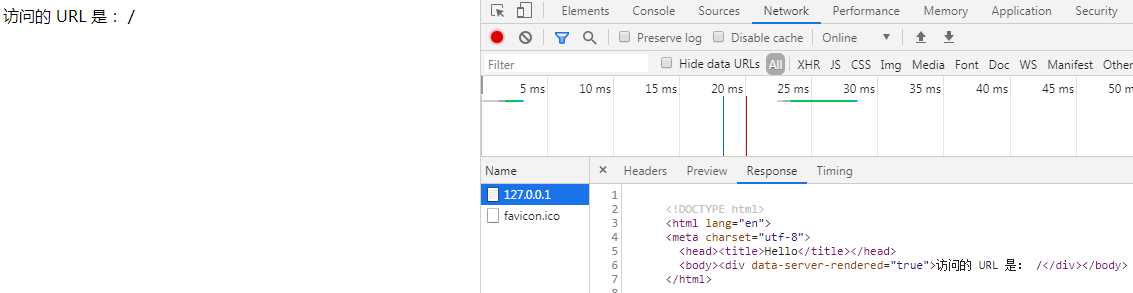 访问的 URL 是： /
Elements Console Sources Network Performance Memory Application Security
Preserve log Disable cache Online
Filter Hide data URLs All XHR JS CSS Img Media Font Doc WS Manifest Other
5 ms 10 ms 15 ms 20 ms 25 ms 30 ms 35 ms 40 ms 45 ms 50 m
Name × Headers Preview Response Timing
127.0.0.1
favicon.ico
1
2 <!DOCTYPE html>
3 <html lang="en">
4 <meta charset="utf-8">
5 <head><title>Hello</title></head>
6 <body><div data-server-rendered="true">访问的 URL 是： /</div></body>
7 </html>
8